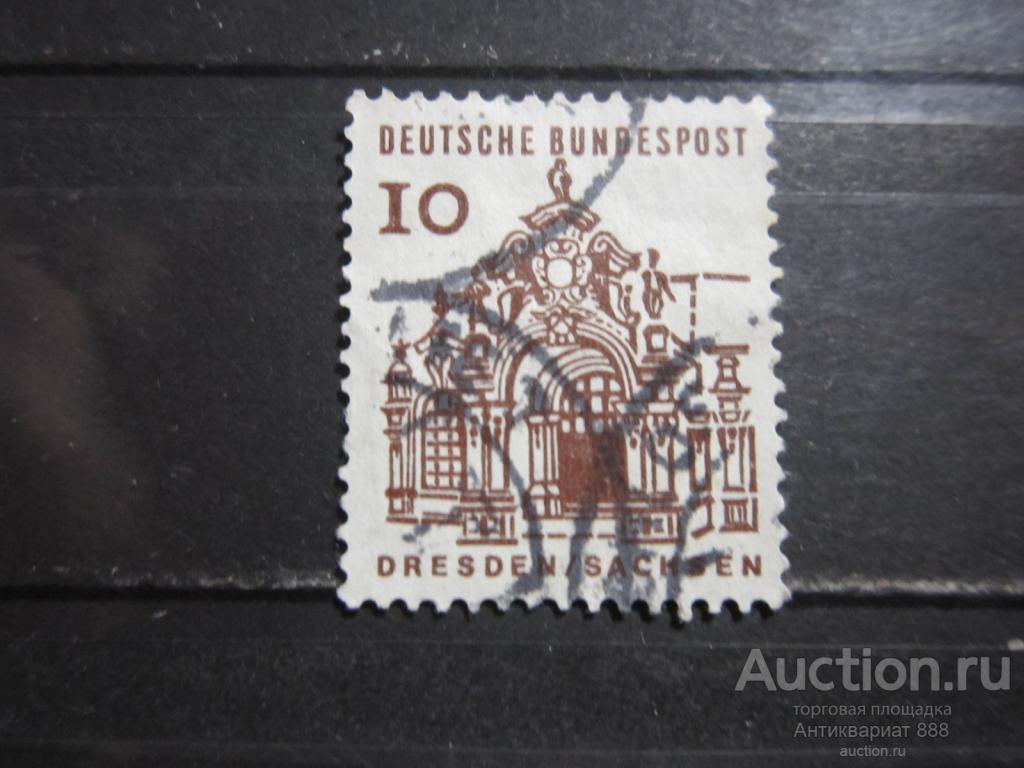 DEUTSCHE BUNDESPOST
10
DRESDEN/SACHSEN
Auction.ru
торговая площадка
Антиквариат 888
auction.ru